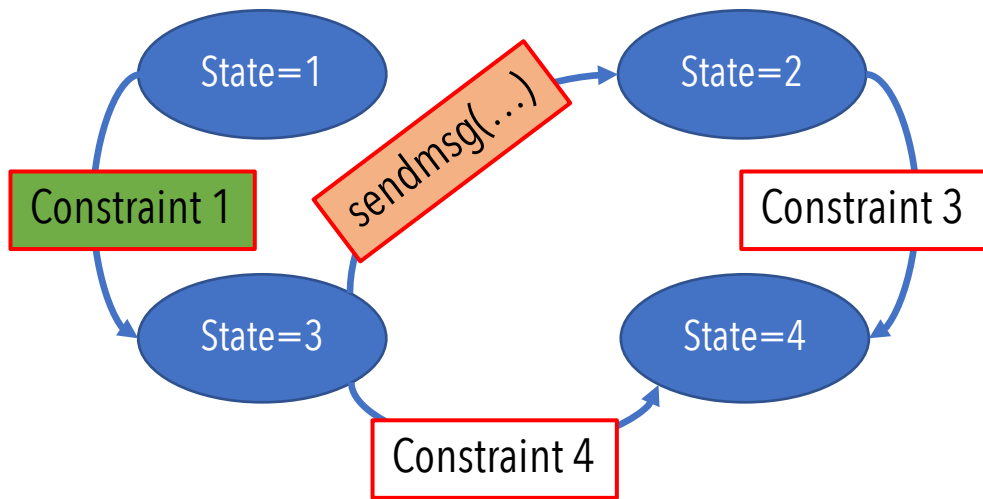 State=1
State=2
sendmsg(...)
Constraint 1
Constraint 3
State=3
State=4
Constraint 4